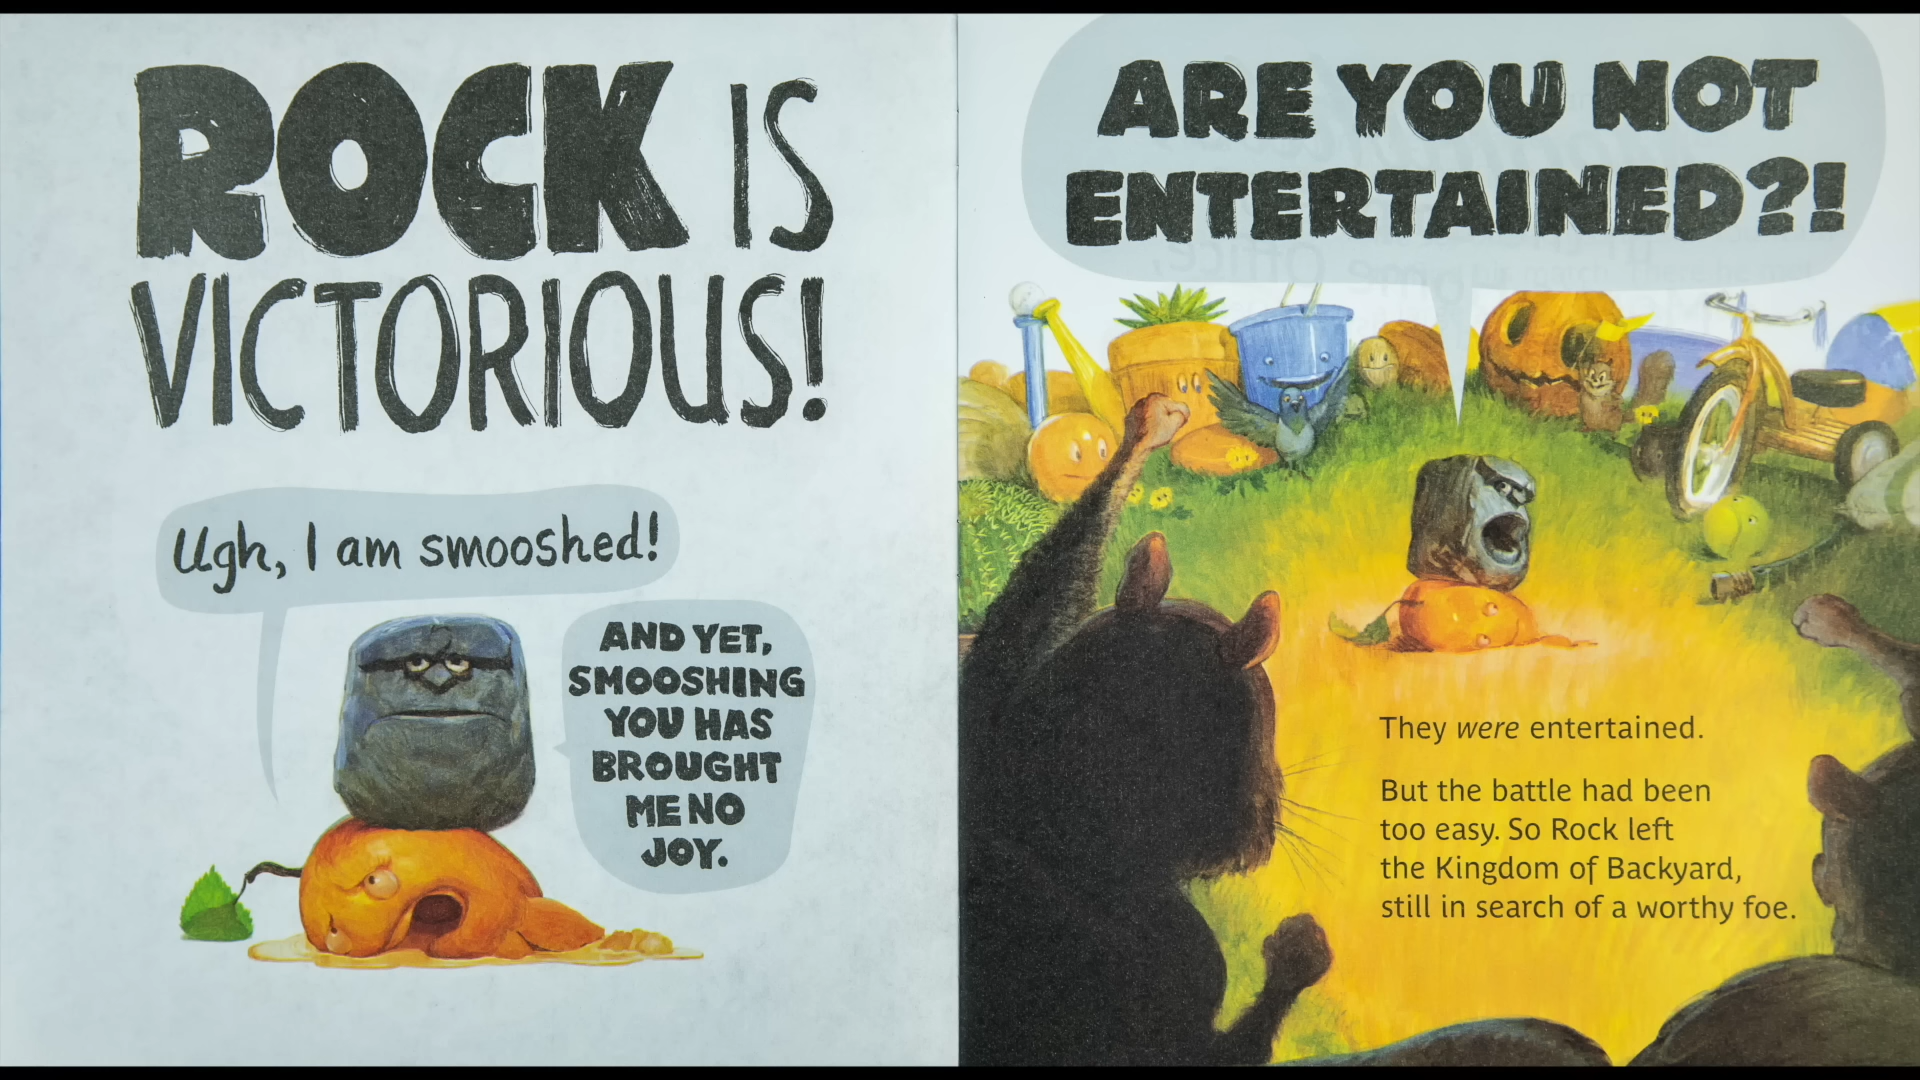 ROCK IS
VICTORIOUS!
Ugh, I am smooshed!
AND YET,
SMOOSHING
YOU HAS
BROUGHT
ME NO
JOY.
ARE YOU NOT
ENTERTAINED?!
They were entertained.
But the battle had been
too easy. So Rock left
the Kingdom of Backyard,
still in search of a worthy foe.